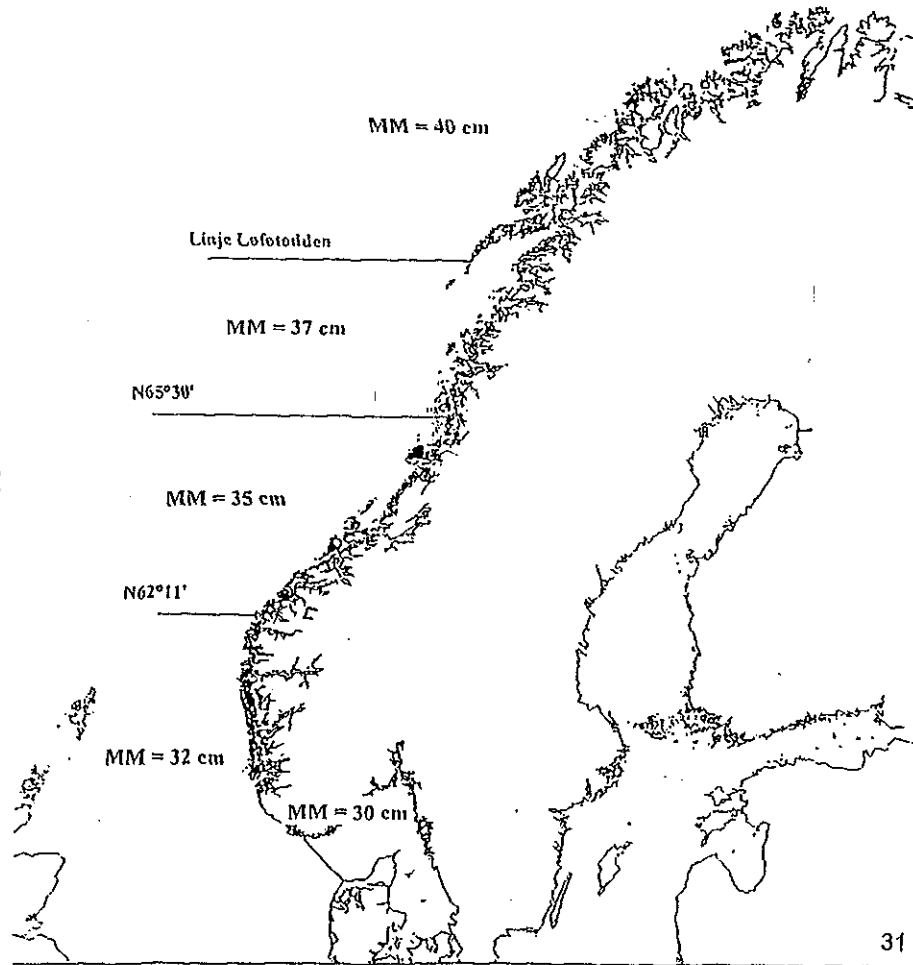 MM = 40 cm
Linje Lofotodden
MM = 37 cm
N65°30'
MM = 35 cm
N62°11'
MM = 32 cm
MM = 30 cm
31